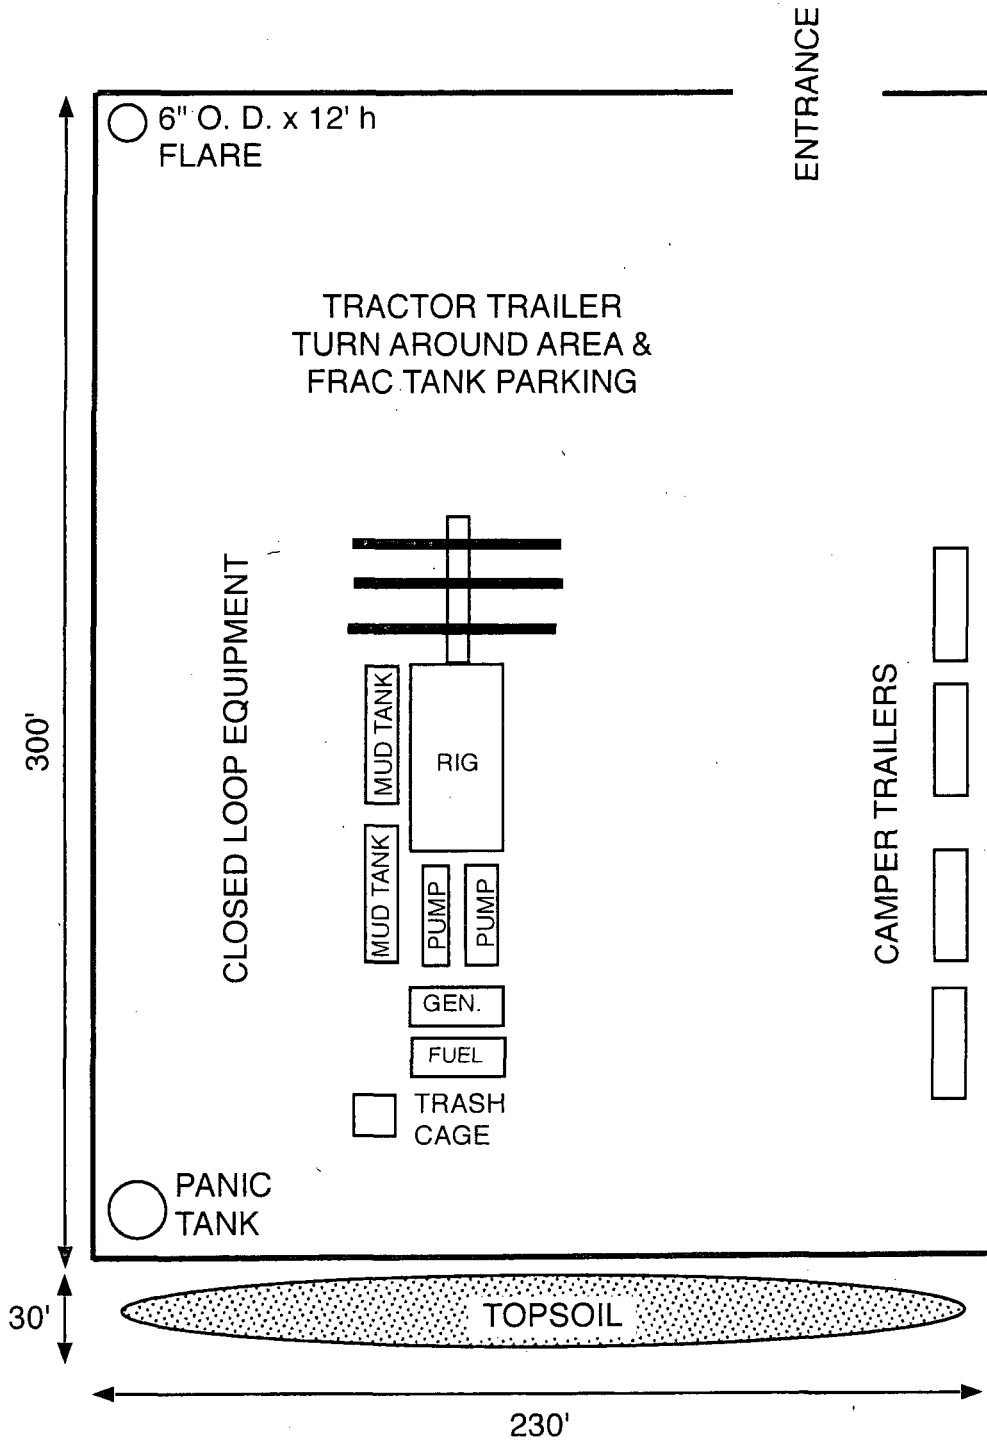 ENTRANCE
6" O. D. x 12' h
FLARE
TRACTOR TRAILER
TURN AROUND AREA &
FRAC TANK PARKING
CLOSED LOOP EQUIPMENT
300'
MUD TANK
RIG
CAMPER TRAILERS
MUD TANK
PUMP
PUMP
GEN.
FUEL
TRASH
CAGE
PANIC
TANK
30'
TOPSOIL
230'